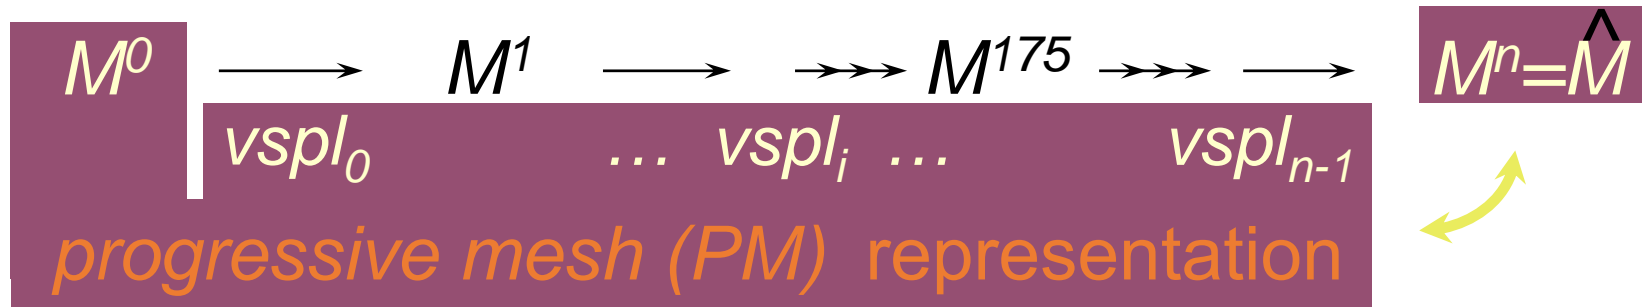 M⁰ M¹ M¹⁷⁵ Mⁿ=M̂
vspl₀ … vsplᵢ … vsplₙ₋₁
progressive mesh (PM) representation